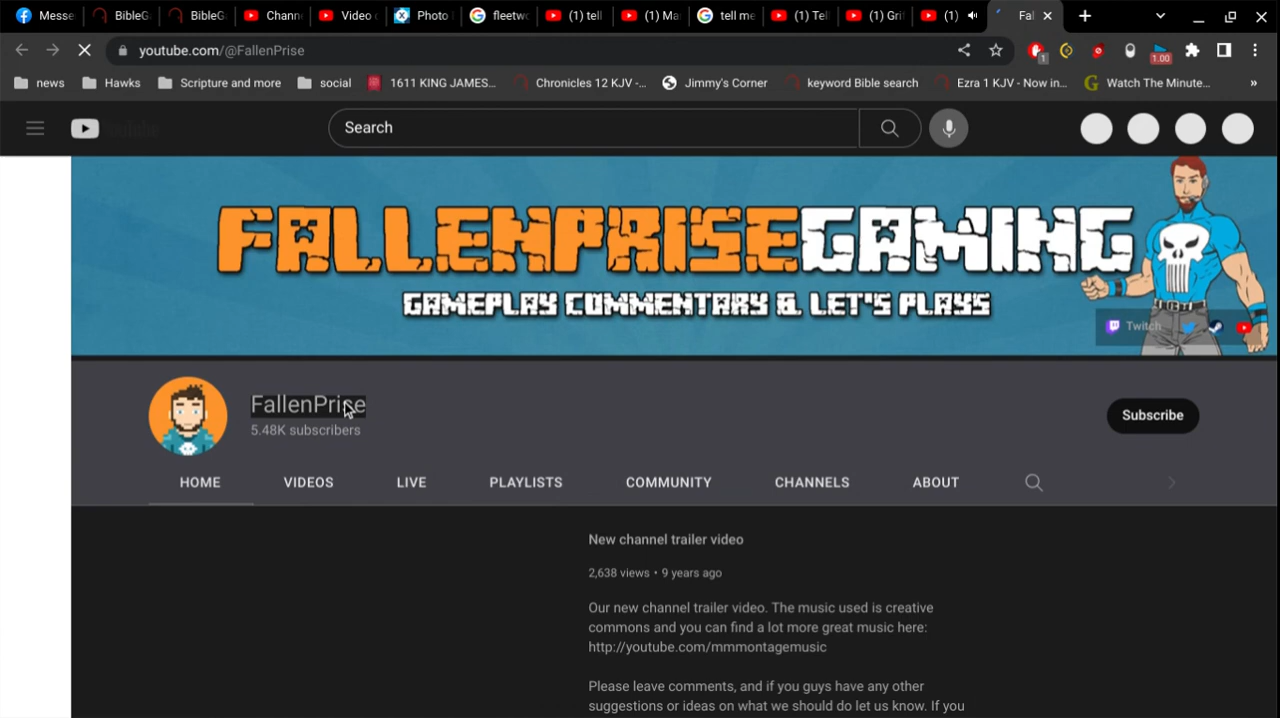 Messe
BibleGa
BibleGa
Chann
Video c
Photo
fleetwo
(1) tell
(1) Ma
tell me
(1) Tel
(1) Gri
(1)
Fal
youtube.com/@FallenPrise
1
1.00
news
Hawks
Scripture and more
social
1611 KING JAMES...
Chronicles 12 KJV -...
Jimmy's Corner
keyword Bible search
Ezra 1 KJV - Now in...
Watch The Minute...
»
YouTube
Search
FALLENPRISEGAMING
GAMEPLAY COMMENTARY & LET'S PLAYS
Twitch
FallenPrise
5.48K subscribers
Subscribe
HOME
VIDEOS
LIVE
PLAYLISTS
COMMUNITY
CHANNELS
ABOUT
New channel trailer video
2,638 views • 9 years ago
Our new channel trailer video. The music used is creative
commons and you can find a lot more great music here:
http://youtube.com/mmmontagemusic
Please leave comments, and if you guys have any other
suggestions or ideas on what we should do let us know. If you